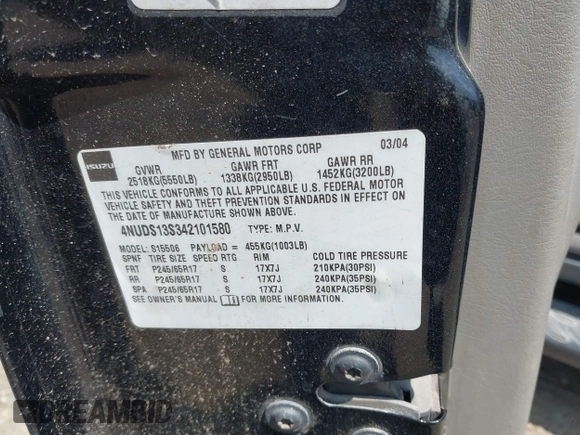 MFD BY GENERAL MOTORS CORP 03/04
ISUZU
GVWR GAWR FRT GAWR RR
2518KG(5550LB) 1338KG(2950LB) 1452KG(3200LB)
THIS VEHICLE CONFORMS TO ALL APPLICABLE U.S. FEDERAL MOTOR
VEHICLE SAFETY AND THEFT PREVENTION STANDARDS IN EFFECT ON
THE DATE OF MANUFACTURE SHOWN ABOVE.
4NUDS13S342101580 TYPE: M.P.V.
MODEL: S15506 PAYLOAD = 455KG(1003LB)
SPNF TIRE SIZE SPEED RTG RIM COLD TIRE PRESSURE
FRT P245/65R17 S 17X7J 210KPA(30PSI)
RR P245/65R17 S 17X7J 240KPA(35PSI)
SPA P245/65R17 S 17X7J 240KPA(35PSI)
SEE OWNER'S MANUAL FOR MORE INFORMATION.
DREAMBID